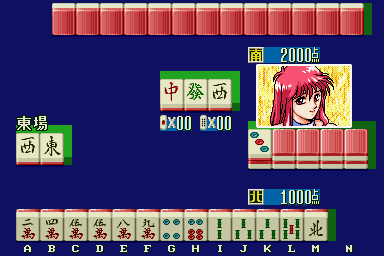 南 2000点
中 發 西
×00 ×00
東場
西 東
北 1000点
二萬 四萬 伍萬 伍萬 八萬 九萬 北
A B C D E F G H I J K L M N